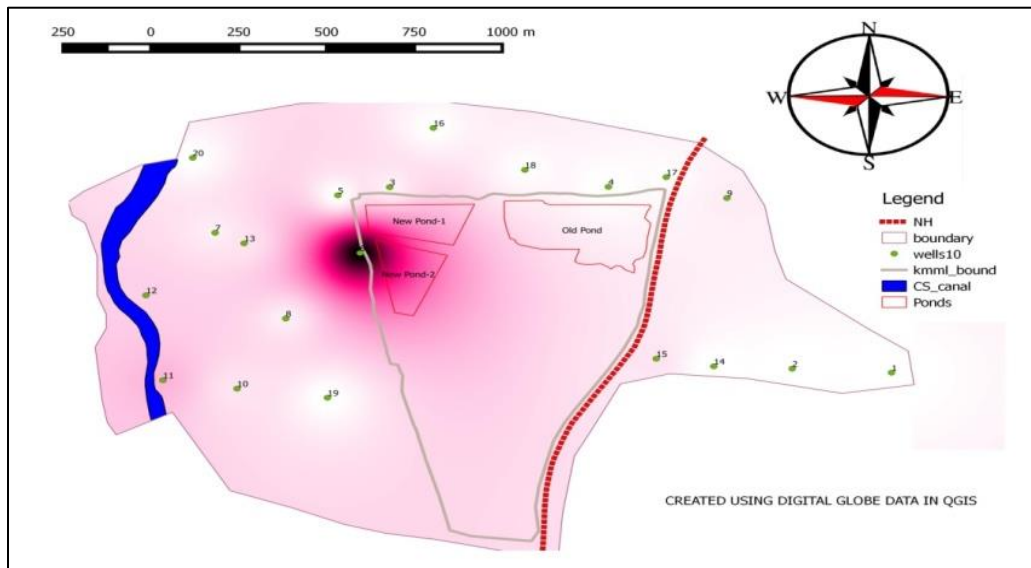 250 0 250 500 750 1000 m
N
W E
S
16
20
18
17
3
4
5
9
New Pond-1
7
Old Pond
13
New Pond-2
12
8
15
14
2
1
11
10
19
Legend
NH
boundary
wells10
kmml_bound
CS_canal
Ponds
CREATED USING DIGITAL GLOBE DATA IN QGIS